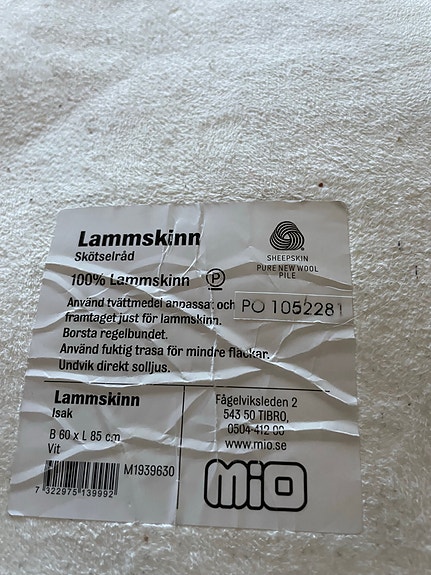 Lammskinn
Skötselråd
SHEEPSKIN
PURE NEW WOOL
PILE
100% Lammskinn P
Använd tvättmedel anpassat och
framtaget just för lammskinn.
PO 1052281
Borsta regelbundet.
Använd fuktig trasa för mindre fläckar.
Undvik direkt solljus.
Lammskinn
Isak
B 60 x L 85 cm
Vit
M1939630
7 322975 139992
Fågelviksleden 2
543 50 TIBRO,
0504-412 00
www.mio.se
MIO